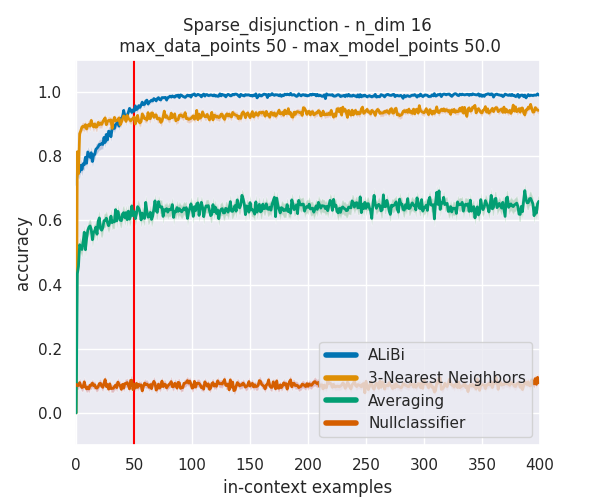 Sparse_disjunction - n_dim 16
max_data_points 50 - max_model_points 50.0
accuracy
1.0
0.8
0.6
0.4
0.2
0.0
ALiBi
3-Nearest Neighbors
Averaging
Nullclassifier
0 50 100 150 200 250 300 350 400
in-context examples